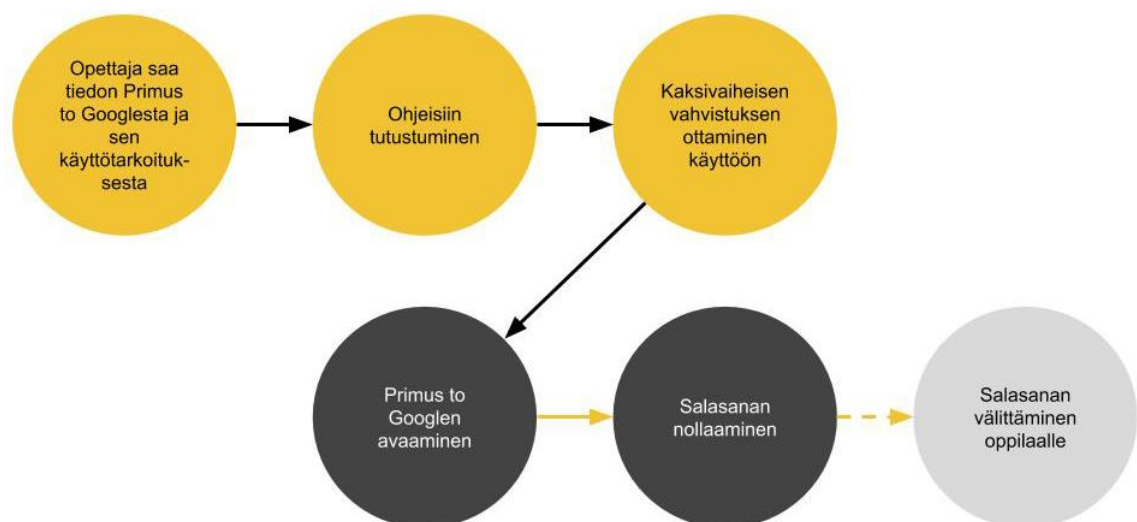 Opettaja saa
tiedon Primus
to Googlesta ja
sen
käyttötarkoituk-
sesta
Ohjeisiin
tutustuminen
Kaksivaiheisen
vahvistuksen
ottaminen
käyttöön
Primus to
Googlen
avaaminen
Salasanan
nollaaminen
Salasanan
välittäminen
oppilaalle